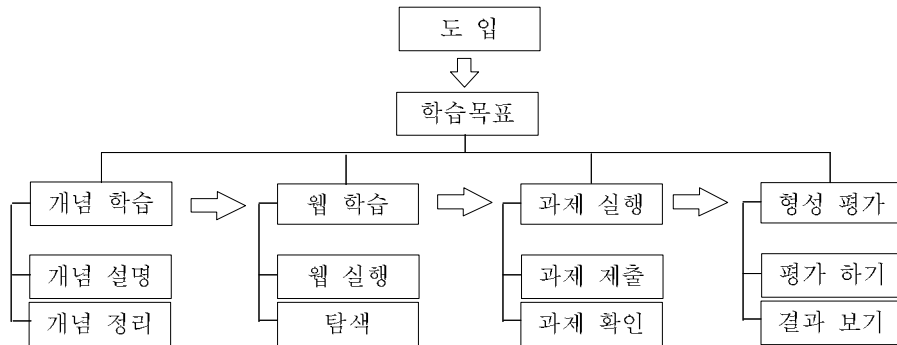 도 입
학습목표
개념 학습
웹 학습
과제 실행
형성 평가
개념 설명
웹 실행
과제 제출
평가 하기
개념 정리
탐색
과제 확인
결과 보기